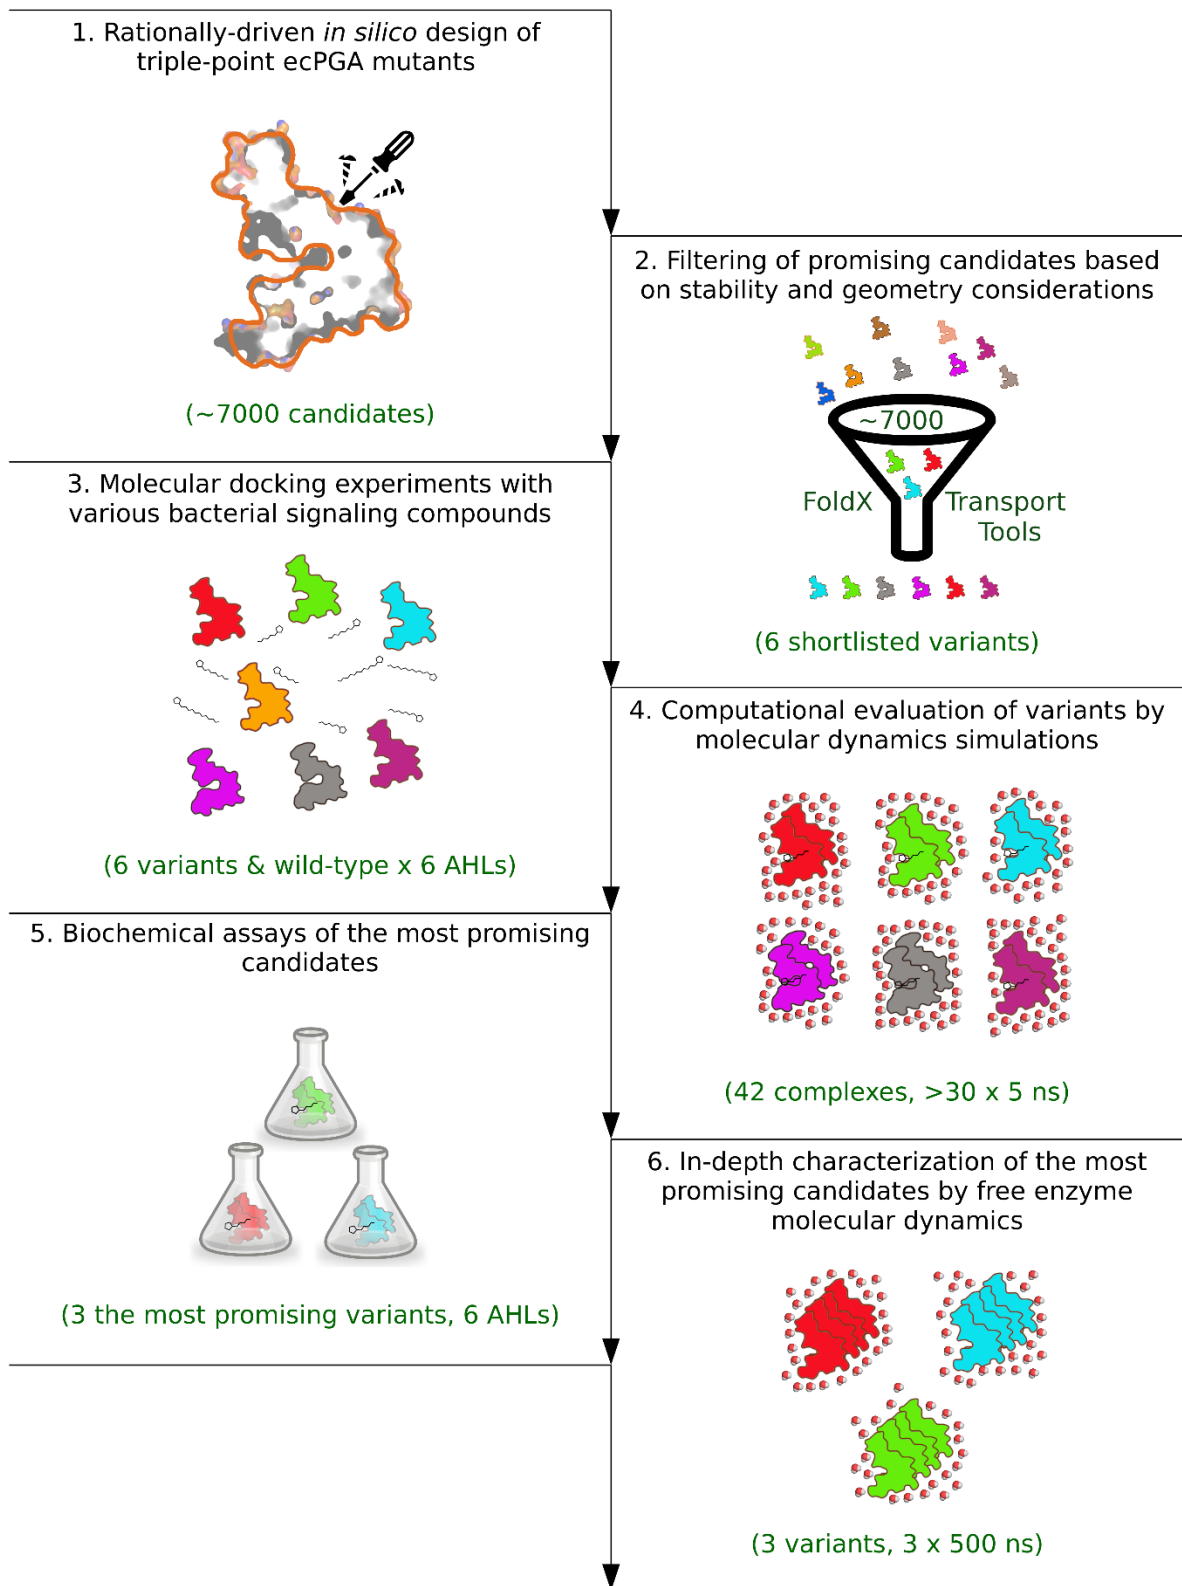 1. Rationally-driven in silico design of
triple-point ecPGA mutants
(~7000 candidates)
2. Filtering of promising candidates based
on stability and geometry considerations
~7000
FoldX
Transport
Tools
(6 shortlisted variants)
3. Molecular docking experiments with
various bacterial signaling compounds
(6 variants & wild-type x 6 AHLs)
4. Computational evaluation of variants by
molecular dynamics simulations
(42 complexes, >30 x 5 ns)
5. Biochemical assays of the most promising
candidates
(3 the most promising variants, 6 AHLs)
6. In-depth characterization of the most
promising candidates by free enzyme
molecular dynamics
(3 variants, 3 x 500 ns)